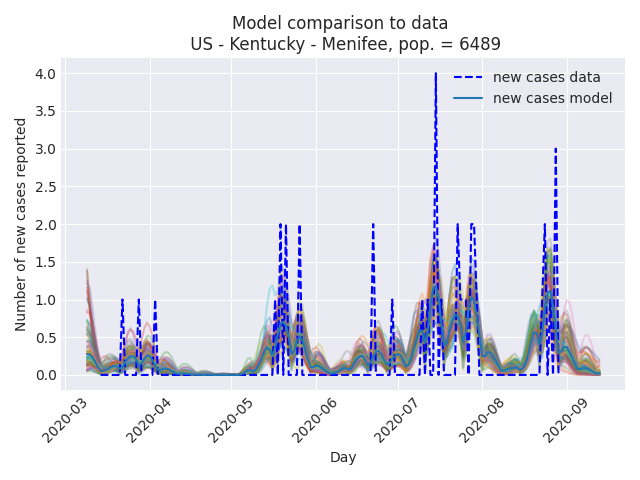 Model comparison to data
US - Kentucky - Menifee, pop. = 6489
new cases data
new cases model
Number of new cases reported
4.0
3.5
3.0
2.5
2.0
1.5
1.0
0.5
0.0
2020-03
2020-04
2020-05
2020-06
2020-07
2020-08
2020-09
Day